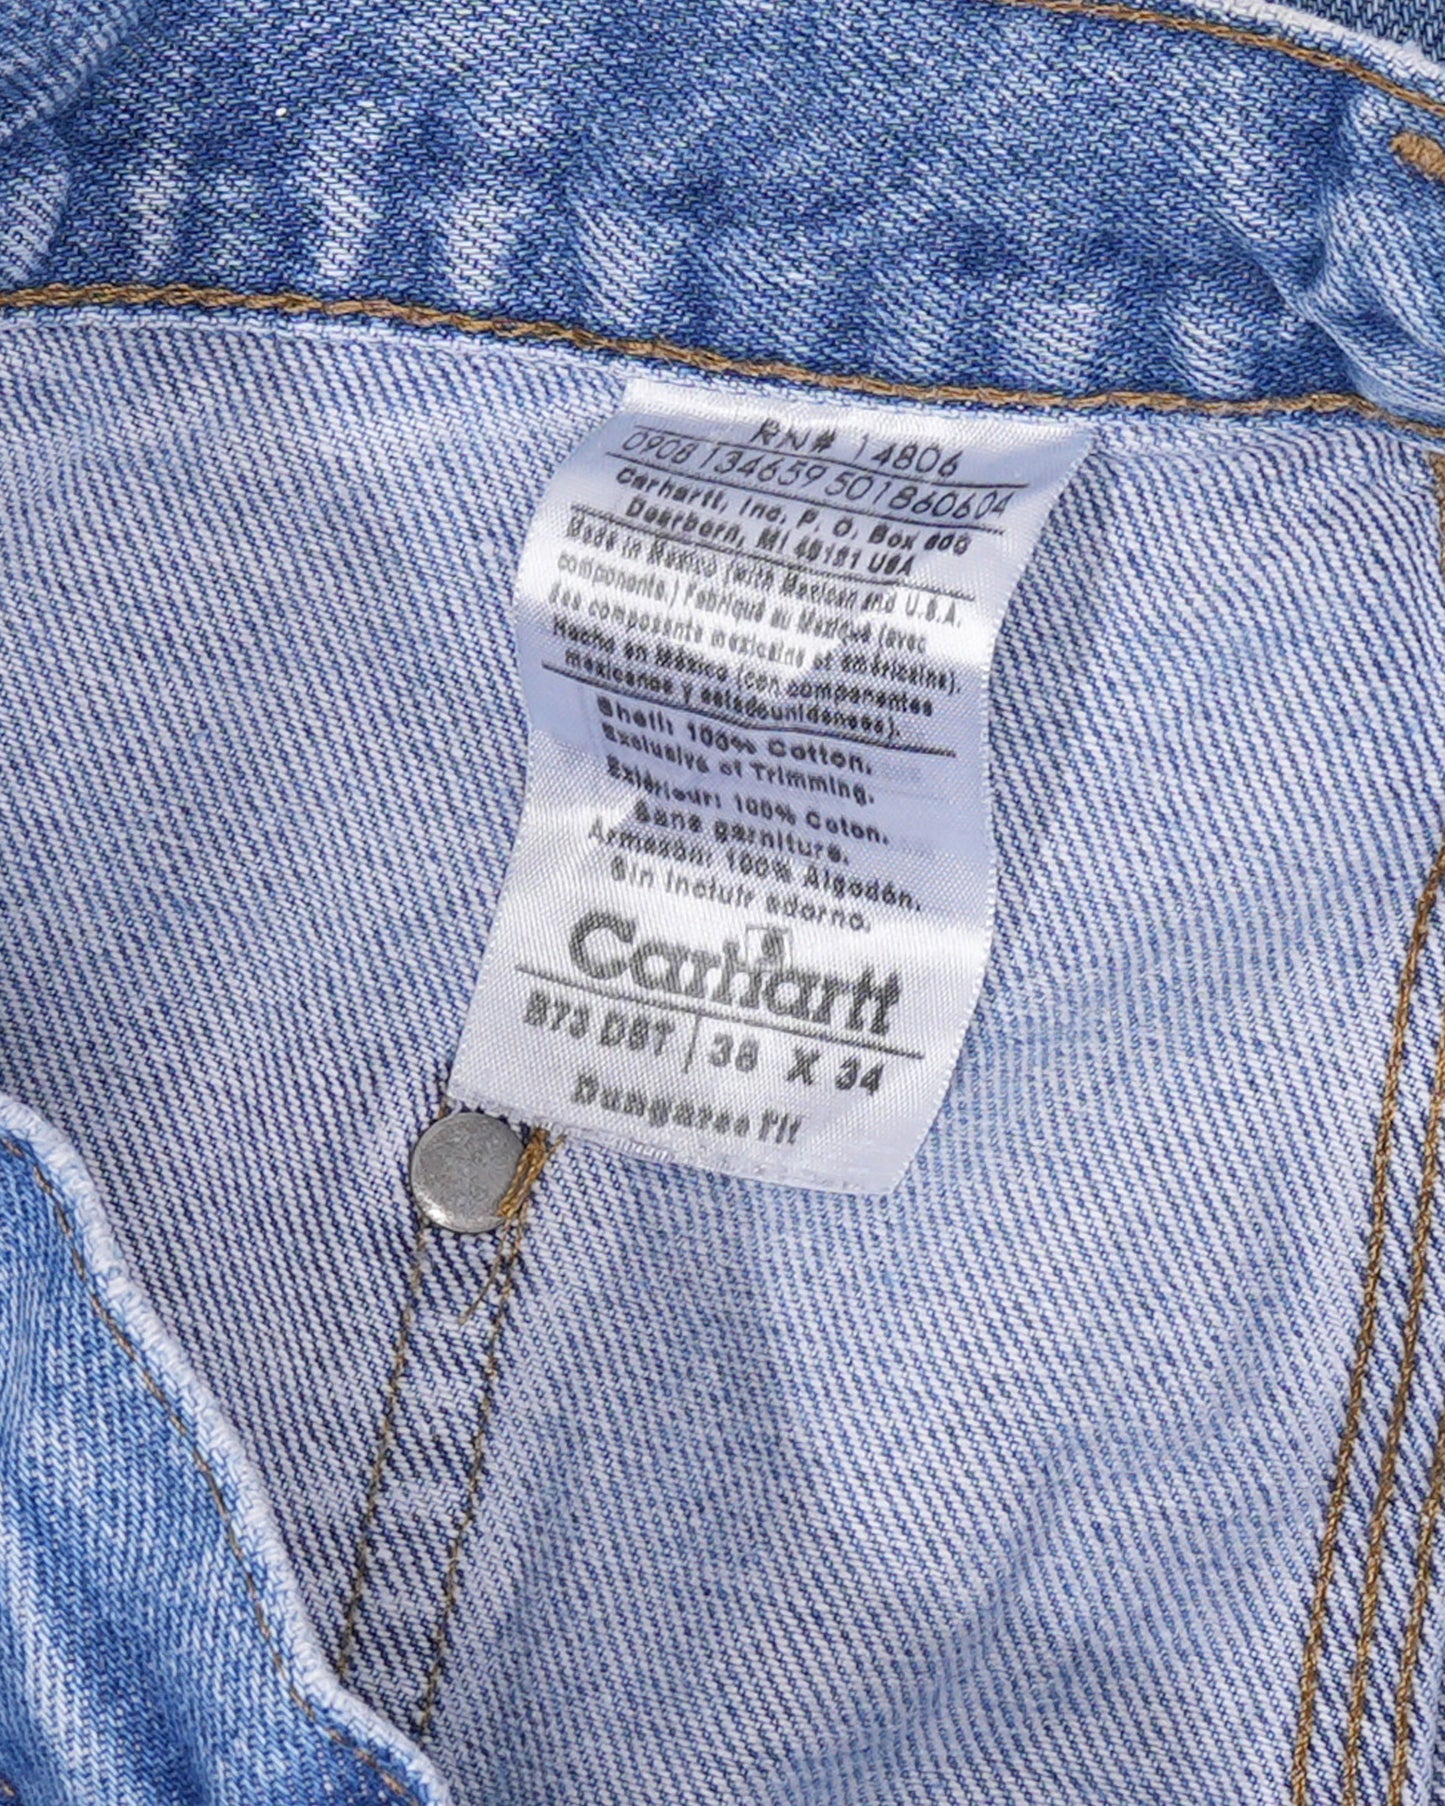 RN# 14806
0908 134659 501860604
Carhartt, Inc. P. O. Box 600
Dearborn, MI 48121 USA
Made in Mexico (with Mexican and U.S.A.
components.) Fabriqué au Mexique (avec
des composants mexicains et américains).
Hecho en México (con componentes
mexicanos y estadounidenses).
Shell: 100% Cotton.
Exclusive of Trimming.
Extérieur: 100% Coton.
Sans garniture.
Armazón: 100% Algodón.
Sin incluir adorno.
Carhartt
B73 DST 38 X 34
Dungaree Fit